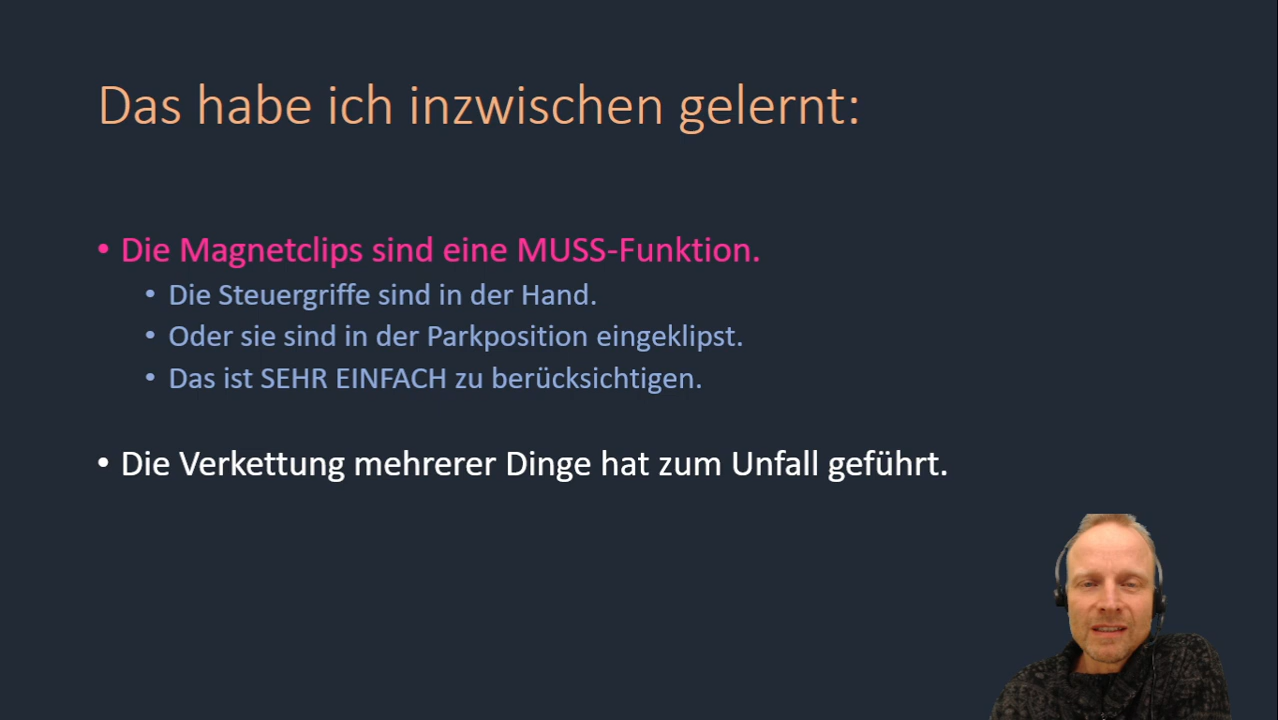 Das habe ich inzwischen gelernt:
• Die Magnetclips sind eine MUSS-Funktion.
• Die Steuergriffe sind in der Hand.
• Oder sie sind in der Parkposition eingeklipst.
• Das ist SEHR EINFACH zu berücksichtigen.
• Die Verkettung mehrerer Dinge hat zum Unfall geführt.